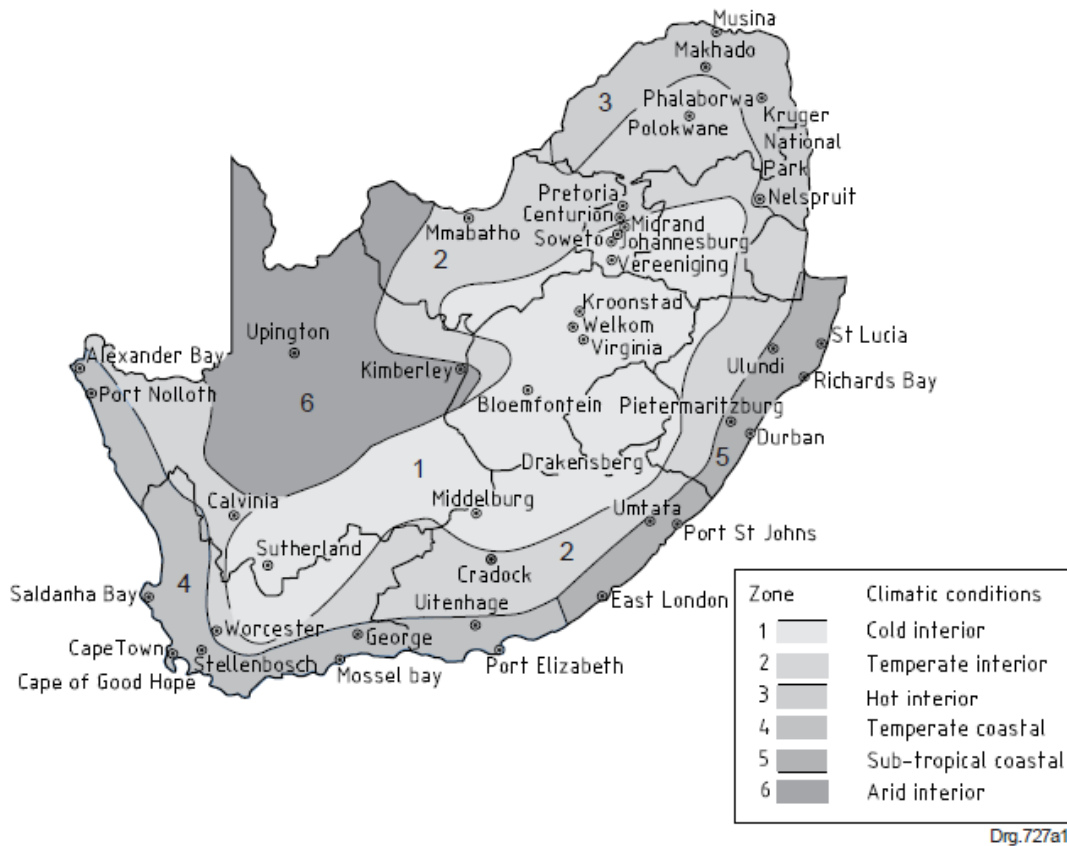 Musina
Makhado
3
Phalaborwa
Kruger
Polokwane
National
Park
Pretoria
Nelspruit
Centurion
Midrand
Mmabatho
Soweto
Johannesburg
2
Vereeniging
Kroonstad
Upington
Welkom
St Lucia
Virginia
Alexander Bay
Ulundi
Kimberley
Richards Bay
Port Nolloth
6
Bloemfontein
Pietermaritzburg
Durban
5
1
Drakensberg
Calvinia
Middelburg
Umtata
Port St Johns
Sutherland
2
4
Cradock
Saldanha Bay
Uitenhage
East London
Worcester
George
CapeTown
Stellenbosch
Port Elizabeth
Cape of Good Hope
Mossel bay
Zone Climatic conditions
1 Cold interior
2 Temperate interior
3 Hot interior
4 Temperate coastal
5 Sub-tropical coastal
6 Arid interior
Drg.727a1